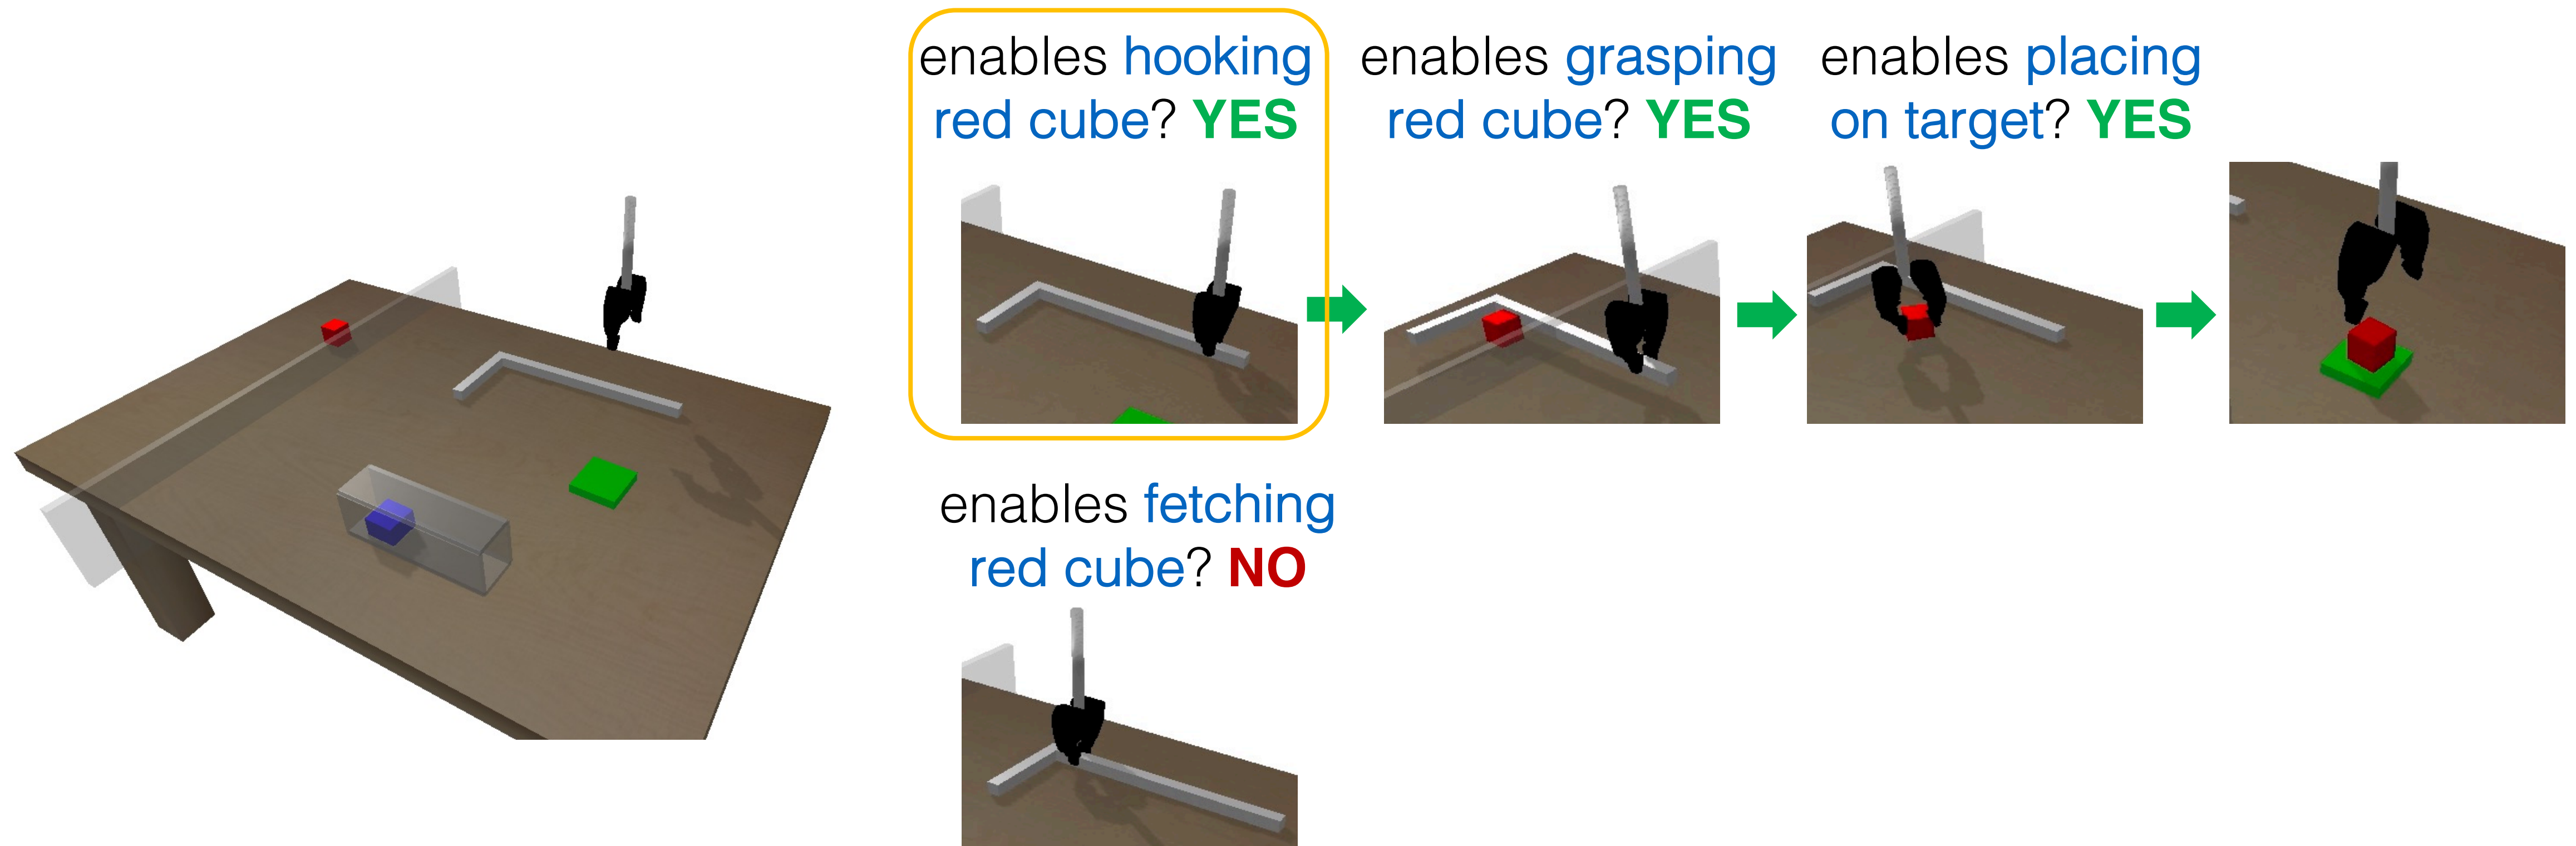 enables hooking
red cube? YES
enables grasping
red cube? YES
enables placing
on target? YES
enables fetching
red cube? NO